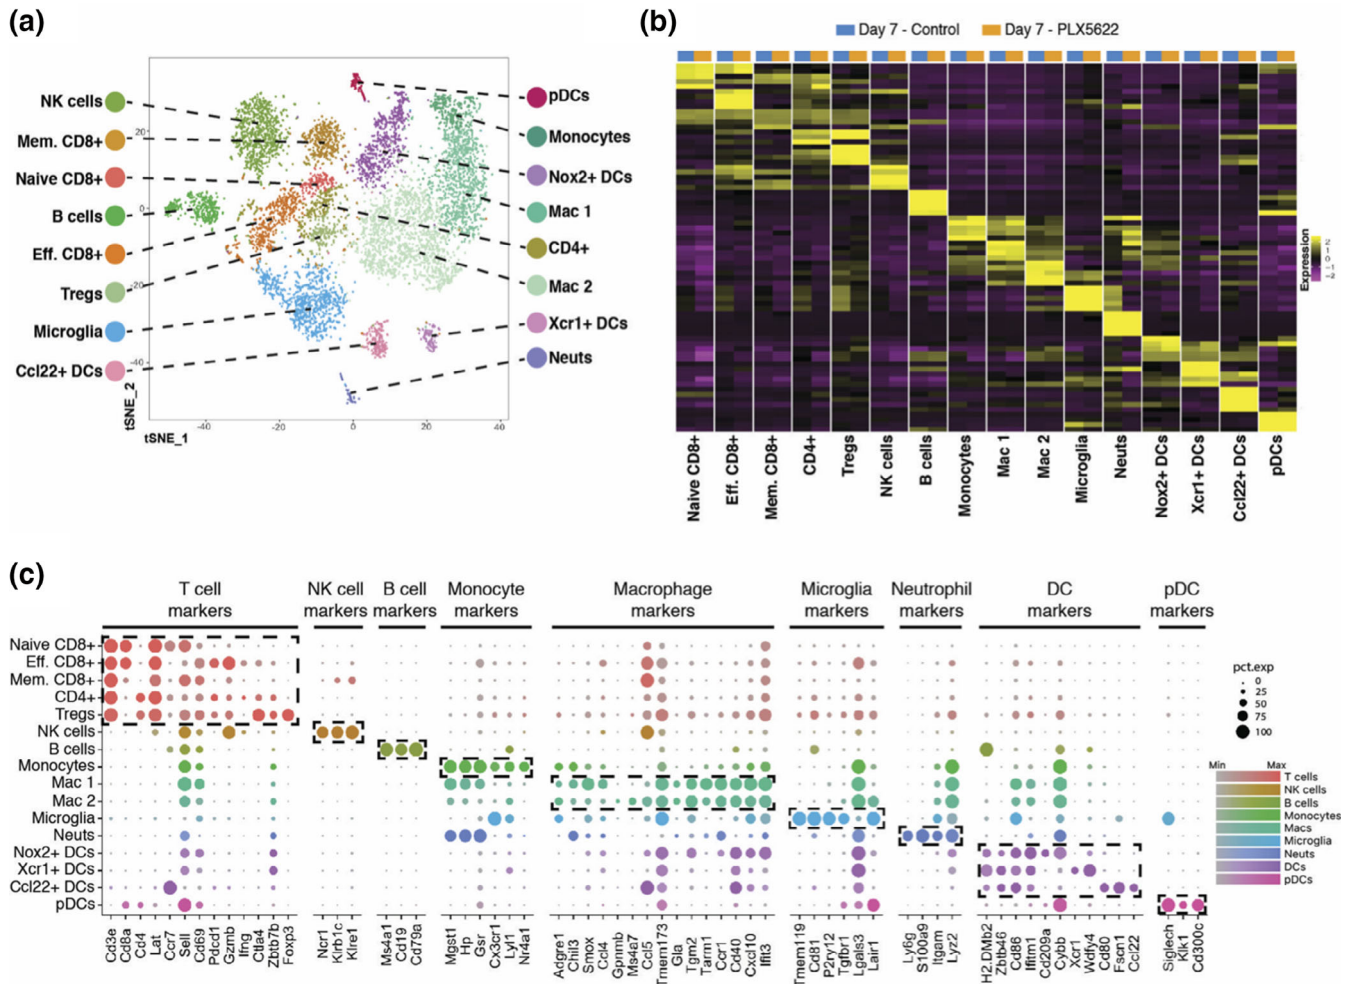 (a)
NK cells
Mem. CD8+
Naive CD8+
B cells
Eff. CD8+
Tregs
Microglia
Ccl22+ DCs
pDCs
Monocytes
Nox2+ DCs
Mac 1
CD4+
Mac 2
Xcr1+ DCs
Neuts
20
0
-20
-40
tSNE_2
-40
-20
0
20
40
tSNE_1
(b)
Day 7 - Control
Day 7 - PLX5622
Expression
2
1
0
-1
-2
Naive CD8+
Eff. CD8+
Mem. CD8+
CD4+
Tregs
NK cells
B cells
Monocytes
Mac 1
Mac 2
Microglia
Neuts
Nox2+ DCs
Xcr1+ DCs
Ccl22+ DCs
pDCs
(c)
T cell
markers
NK cell
markers
B cell
markers
Monocyte
markers
Macrophage
markers
Microglia
markers
Neutrophil
markers
DC
markers
pDC
markers
Naive CD8+
Eff. CD8+
Mem. CD8+
CD4+
Tregs
NK cells
B cells
Monocytes
Mac 1
Mac 2
Microglia
Neuts
Nox2+ DCs
Xcr1+ DCs
Ccl22+ DCs
pDCs
Cd3e
Cd8a
Cd4
Lat
Ccr7
Sell
Cd69
Pdcd1
Gzmb
Ifng
Ctla4
Zbtb7b
Foxp3
Ncr1
Klrb1c
Klre1
Ms4a1
Cd19
Cd79a
Mgst1
Hp
Gsr
Cx3cr1
Lyl1
Nr4a1
Adgre1
Chil3
Smox
Ccl4
Gpnmb
Ms4a7
Ccl5
Tmem173
Gla
Tgm2
Tarm1
Ccr1
Cd40
Cxcl10
Ifit3
Tmem119
Cd81
P2ry12
Tgfbr1
Lgals3
Lair1
Ly6g
S100a9
Itgam
Lyz2
H2.DMb2
Zbtb46
Cd86
Ifitm1
Cd209a
Cybb
Xcr1
Wdfy4
Cd80
Fscn1
Ccl22
Siglech
Klk1
Cd300c
pct.exp
0
25
50
75
100
Min
Max
T cells
NK cells
B cells
Monocytes
Macs
Microglia
Neuts
DCs
pDCs